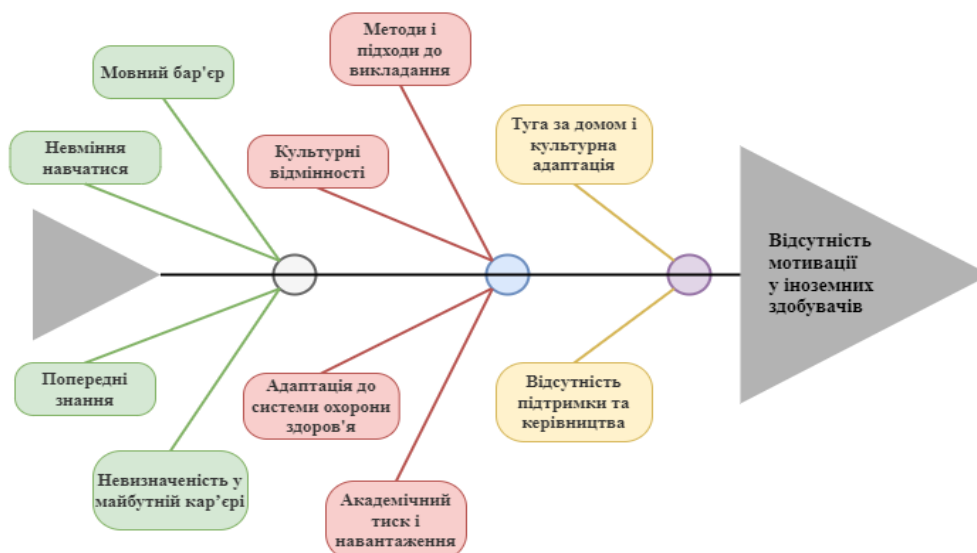 Мовний бар'єр
Невміння
навчатися
Попередні
знання
Невизначеність у
майбутній кар’єрі
Методи і
підходи до
викладання
Культурні
відмінності
Адаптація до
системи охорони
здоров'я
Академічний
тиск і
навантаження
Туга за домом і
культурна
адаптація
Відсутність
підтримки та
керівництва
Відсутність
мотивації
у іноземних
здобувачів